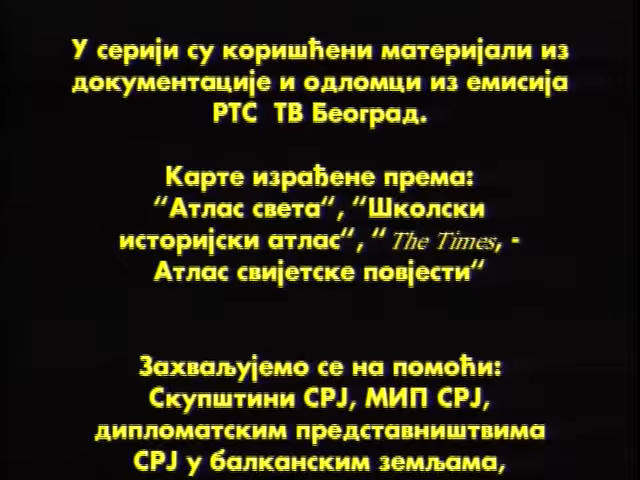 У серији су коришћени материјали из
документације и одломци из емисија
РТС ТВ Београд.
Карте израђене према:
“Атлас света“, “Школски
историјски атлас“, “ The Times, -
Атлас свијетске повјести“
Захваљујемо се на помоћи:
Скупштини СРЈ, МИП СРЈ,
дипломатским представништвима
СРЈ у балканским земљама,